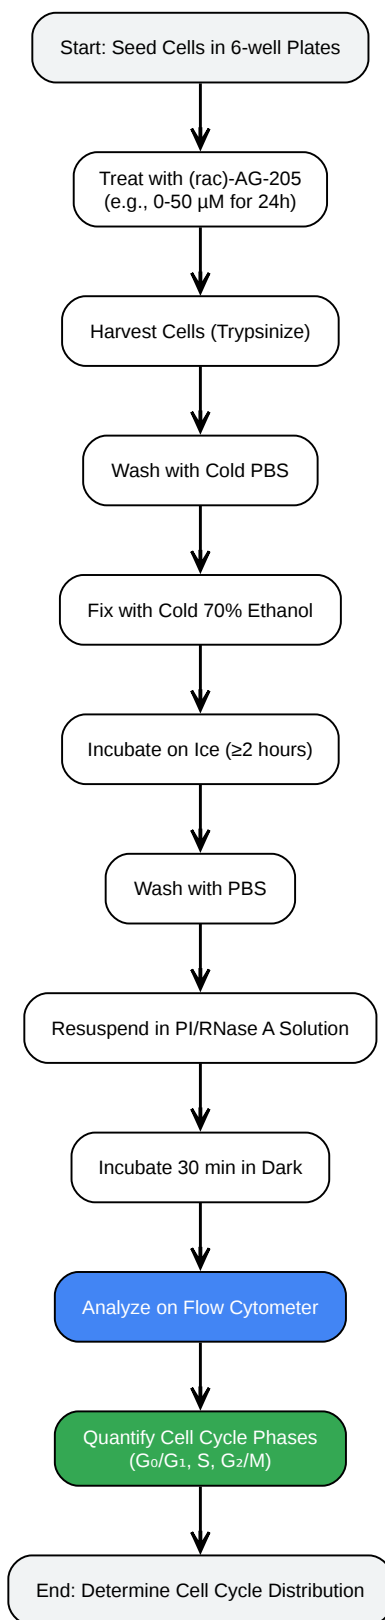 Start: Seed Cells in 6-well Plates
Treat with (rac)-AG-205
(e.g., 0-50 µM for 24h)
Harvest Cells (Trypsinize)
Wash with Cold PBS
Fix with Cold 70% Ethanol
Incubate on Ice (≥2 hours)
Wash with PBS
Resuspend in PI/RNase A Solution
Incubate 30 min in Dark
Analyze on Flow Cytometer
Quantify Cell Cycle Phases
(G₀/G₁, S, G₂/M)
End: Determine Cell Cycle Distribution